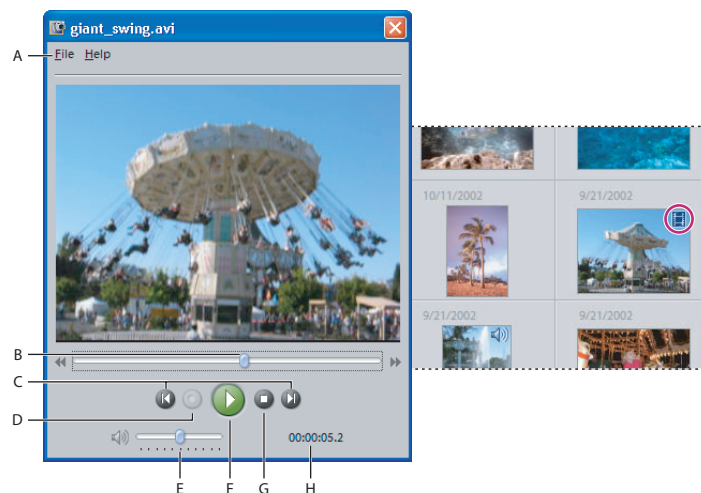 giant_swing.avi
A
File Help
10/11/2002
9/21/2002
9/21/2002
9/21/2002
B
C
D
00:00:05.2
E
F
G
H